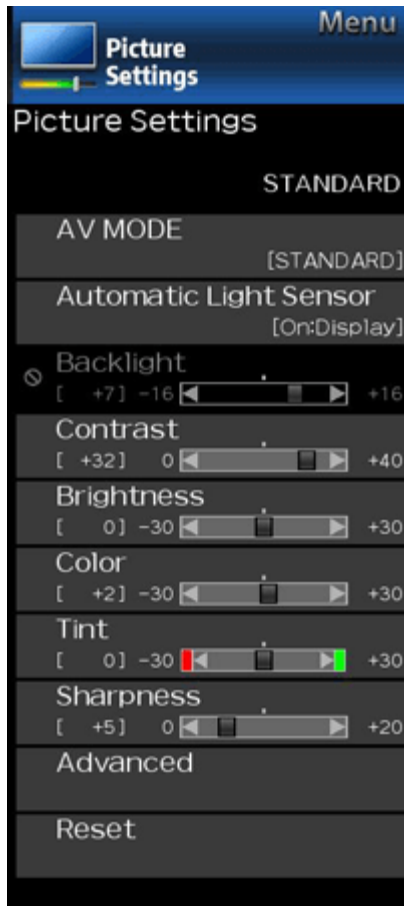 Menu
Picture
Settings
Picture Settings
STANDARD
AV MODE
[STANDARD]
Automatic Light Sensor
[On:Display]
Backlight
[ +7] -16 +16
Contrast
[ +32] 0 +40
Brightness
[ 0] -30 +30
Color
[ +2] -30 +30
Tint
[ 0] -30 +30
Sharpness
[ +5] 0 +20
Advanced
Reset